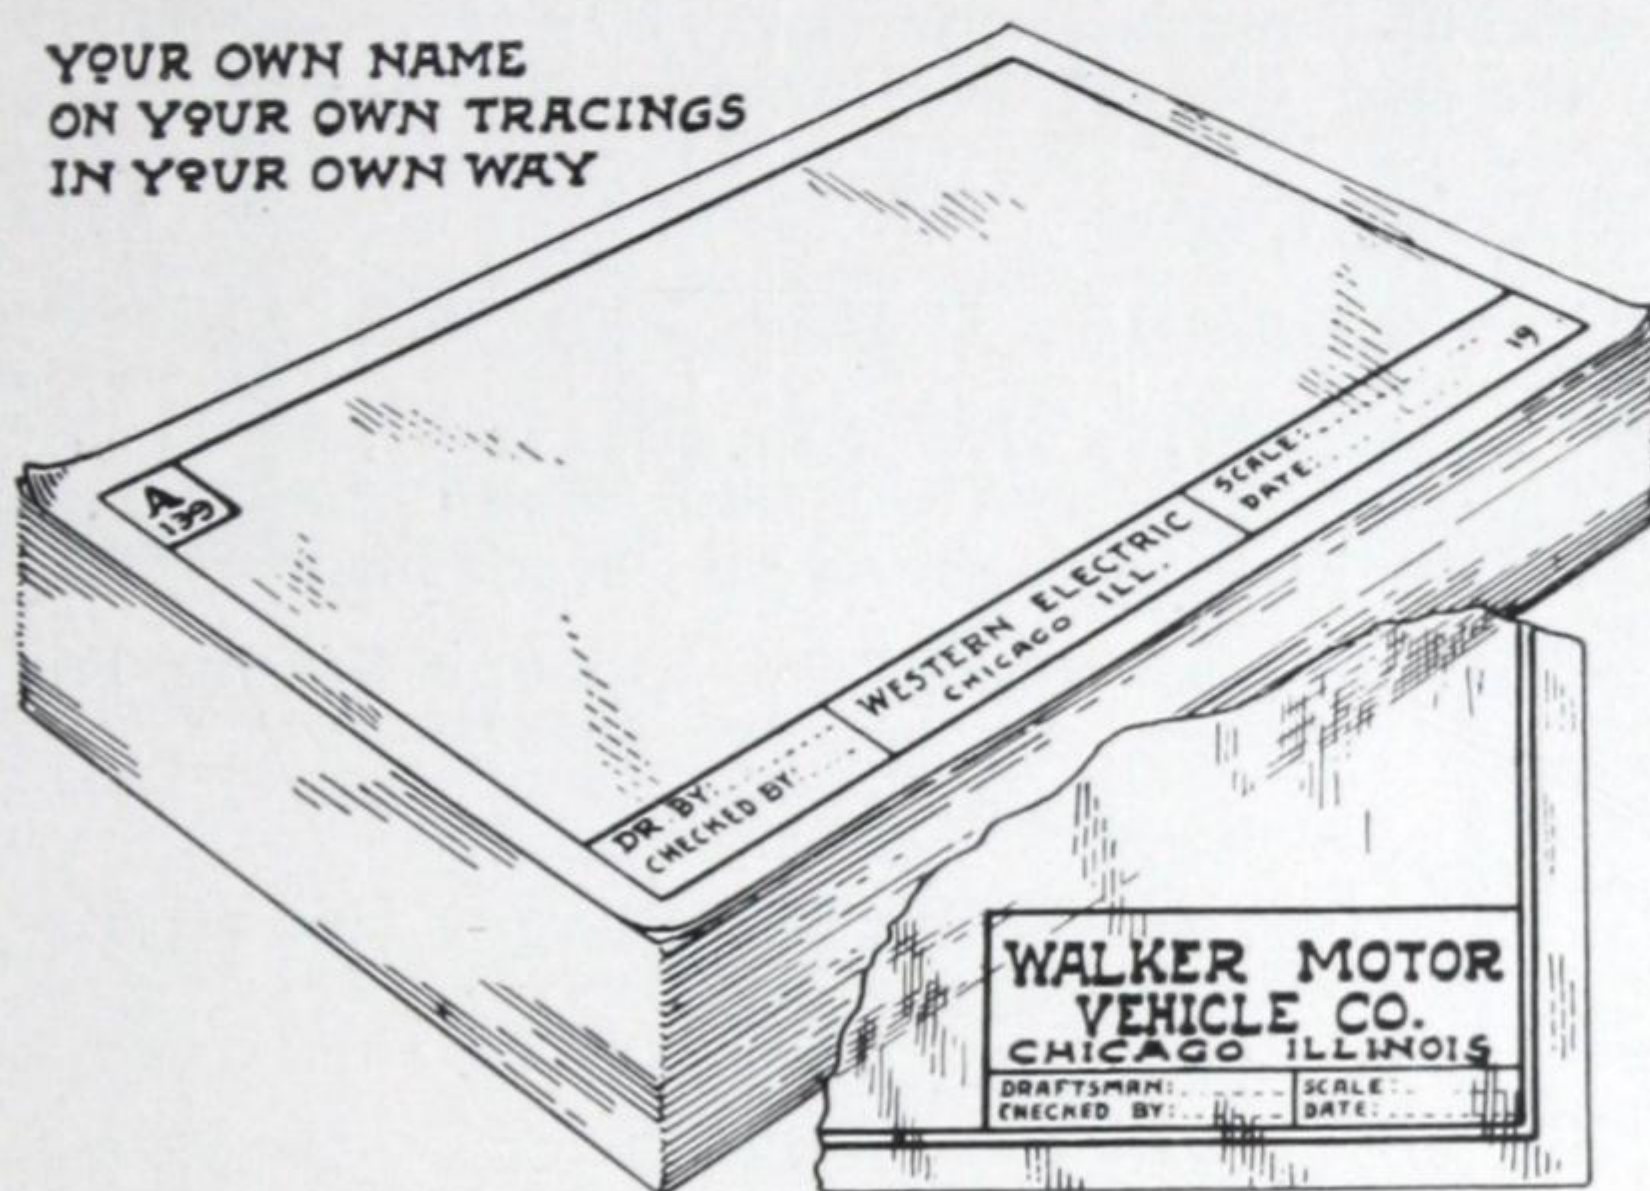 YOUR OWN NAME
ON YOUR OWN TRACINGS
IN YOUR OWN WAY
A
139
DR. BY:
CHECKED BY:
WESTERN ELECTRIC
CHICAGO ILL.
SCALE:
DATE: 19
WALKER MOTOR
VEHICLE CO.
CHICAGO ILLINOIS
DRAFTSMAN:
CHECKED BY:
SCALE:
DATE: